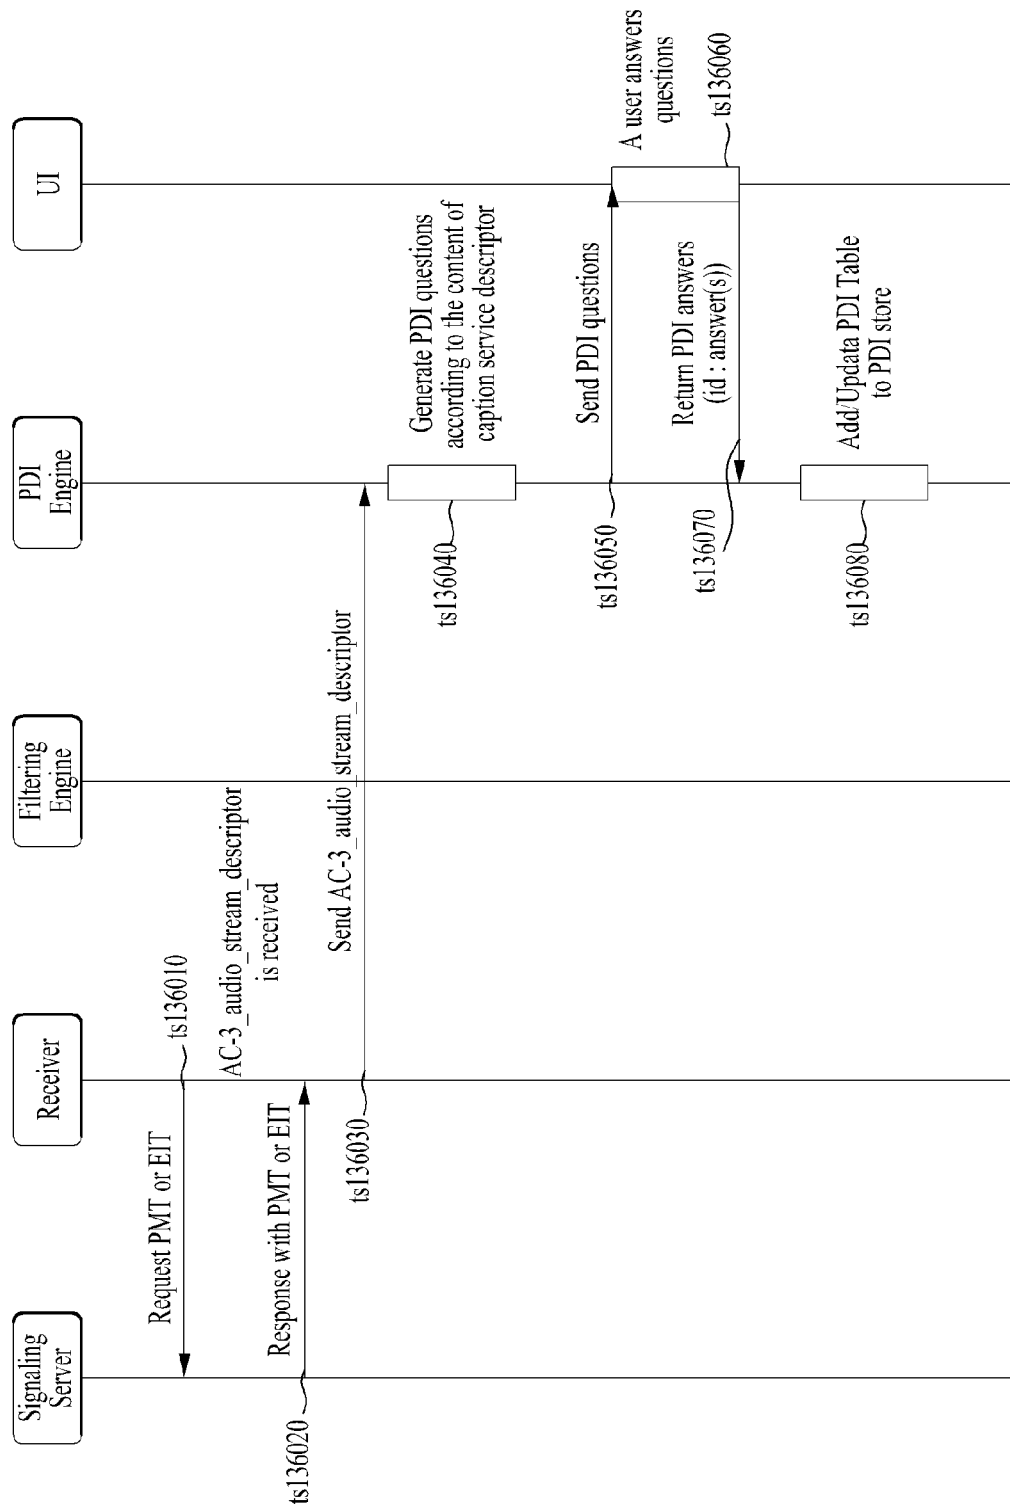 Signaling
Server
Receiver
Filtering
Engine
PDI
Engine
UI
Request PMT or EIT
ts136010
AC-3_audio_stream_descriptor
is received
Response with PMT or EIT
ts136020
ts136030
Send AC-3_audio_stream_descriptor
ts136040
Generate PDI questions
according to the content of
caption service descriptor
ts136050
Send PDI questions
A user answers
questions
ts136060
ts136070
Return PDI answers
(id : answer(s))
ts136080
Add/Updata PDI Table
to PDI store